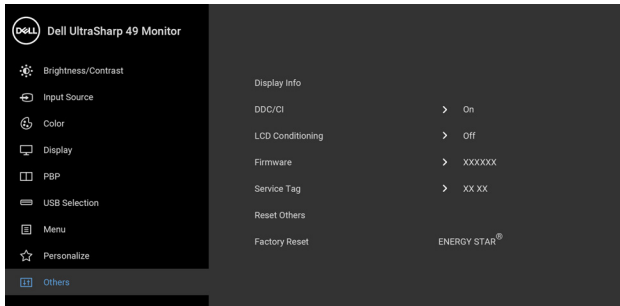 DELL Dell UltraSharp 49 Monitor
Brightness/Contrast
Input Source
Color
Display
PBP
USB Selection
Menu
Personalize
Others
Display Info
DDC/CI > On
LCD Conditioning > Off
Firmware > XXXXXX
Service Tag > XX XX
Reset Others
Factory Reset ENERGY STAR®